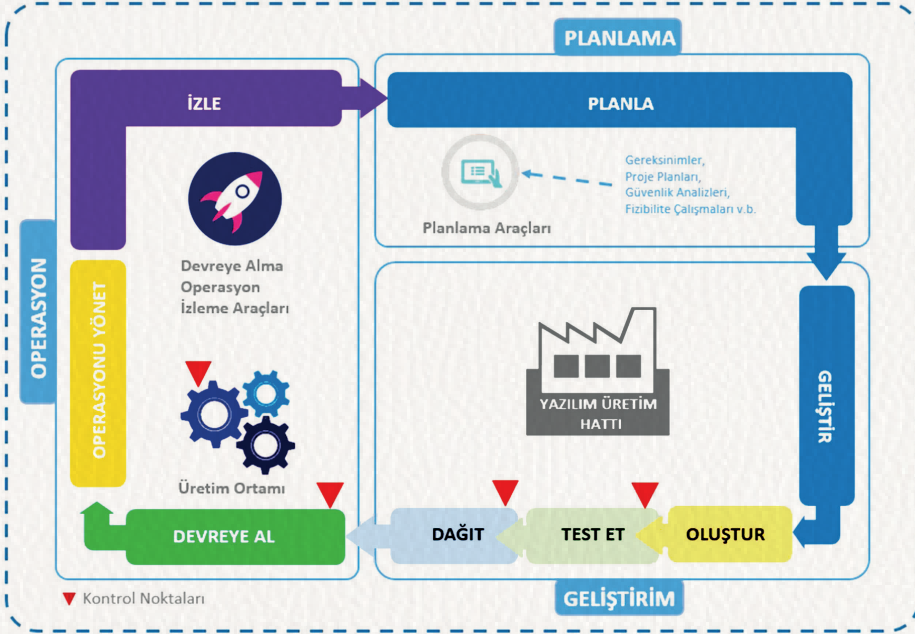 PLANLAMA
İZLE
PLANLA
Gereksinimler,
Proje Planları,
Güvenlik Analizleri,
Fizibilite Çalışmaları v.b.
Planlama Araçları
OPERASYON
Devreye Alma
Operasyon
İzleme Araçları
OPERASYONU YÖNET
GELİŞTİR
YAZILIM ÜRETİM
HATTI
Üretim Ortamı
DEVREYE AL
DAĞIT
TEST ET
OLUŞTUR
Kontrol Noktaları
GELİŞTİRİM